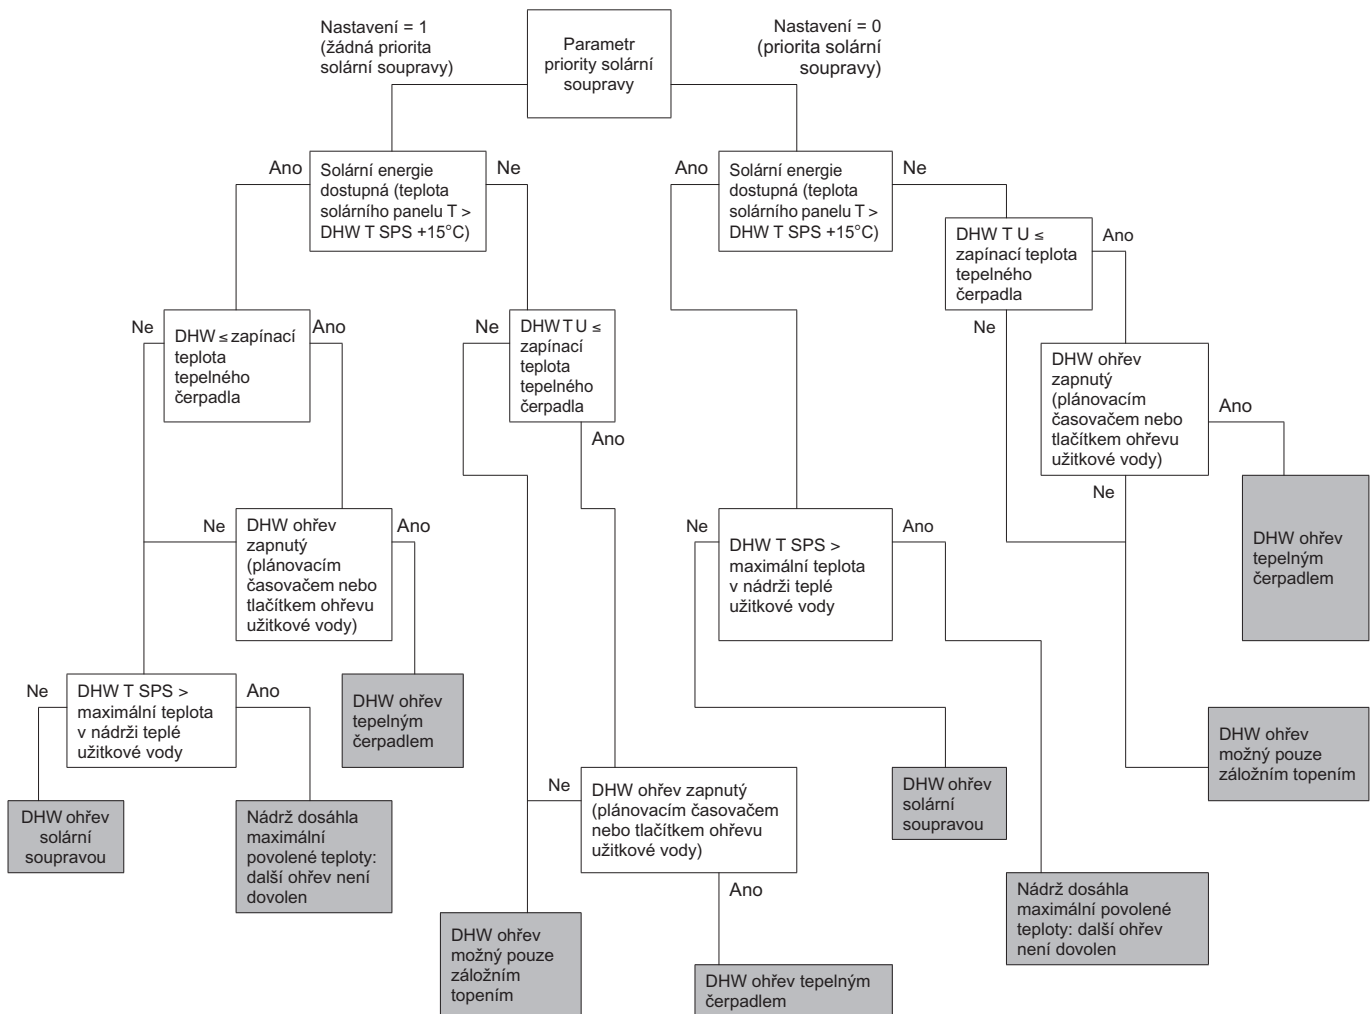 Nastavení = 1
(žádná priorita
solární soupravy)
Parametr
priority solární
soupravy
Nastavení = 0
(priorita solární
soupravy)
Ano
Solární energie
dostupná (teplota
solárního panelu T >
DHW T SPS +15°C)
Ne
Ano
Solární energie
dostupná (teplota
solárního panelu T >
DHW T SPS +15°C)
Ne
DHW T U ≤
zapínací teplota
tepelného
čerpadla
Ano
Ne
Ne
DHW ≤ zapínací
teplota
tepelného
čerpadla
Ano
Ne
DHW T U ≤
zapínací
teplota
tepelného
čerpadla
Ano
DHW ohřev
zapnutý
(plánovacím
časovačem nebo
tlačítkem ohřevu
užitkové vody)
Ano
Ne
Ne
DHW ohřev
zapnutý
(plánovacím
časovačem nebo
tlačítkem ohřevu
užitkové vody)
Ano
Ne
DHW T SPS >
maximální teplota
v nádrži teplé
užitkové vody
Ano
DHW ohřev
tepelným
čerpadlem
Ne
DHW T SPS >
maximální teplota
v nádrži teplé
užitkové vody
Ano
DHW ohřev
tepelným
čerpadlem
DHW ohřev
možný pouze
záložním topením
Ne
DHW ohřev zapnutý
(plánovacím časovačem
nebo tlačítkem ohřevu
užitkové vody)
Ano
DHW ohřev
solární
soupravou
DHW ohřev
solární
soupravou
Nádrž dosáhla
maximální
povolené teploty:
další ohřev není
dovolen
Nádrž dosáhla
maximální povolené
teploty: další ohřev
není dovolen
DHW ohřev
možný pouze
záložním
topením
DHW ohřev tepelným
čerpadlem